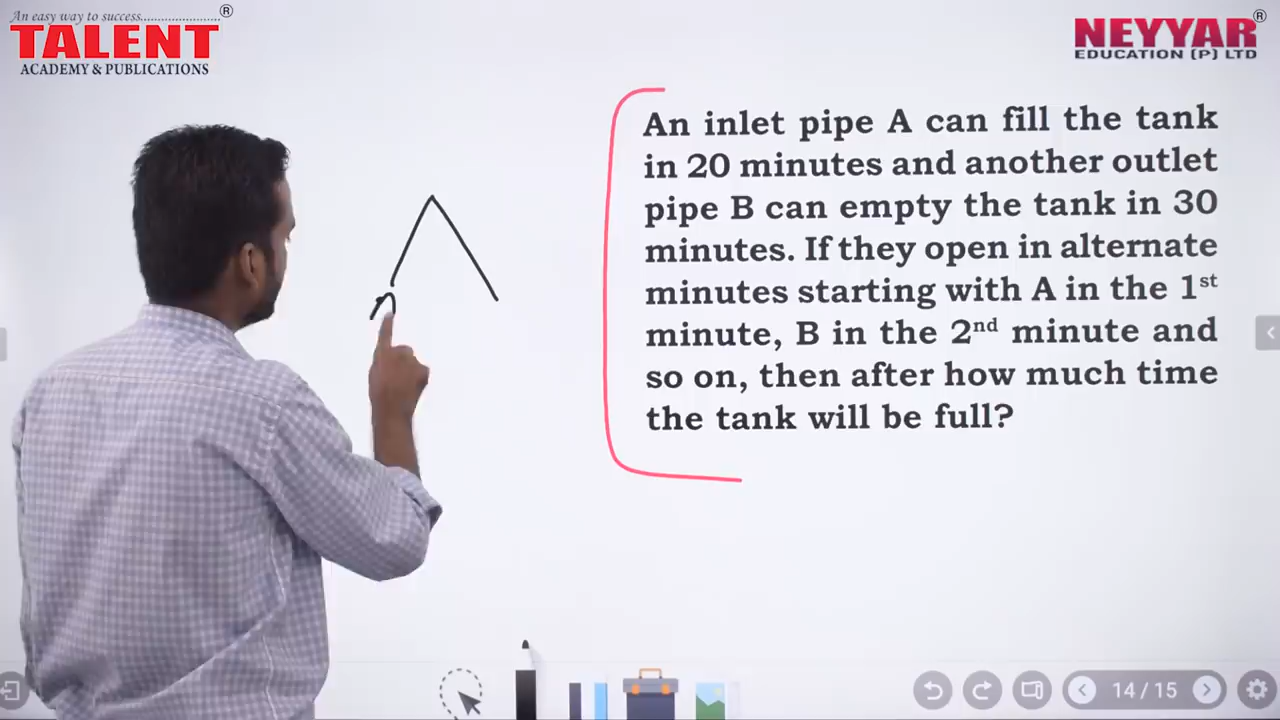 An easy way to success......................
®
TALENT
ACADEMY & PUBLICATIONS
®
NEYYAR
EDUCATION (P) LTD
An inlet pipe A can fill the tank
in 20 minutes and another outlet
pipe B can empty the tank in 30
minutes. If they open in alternate
minutes starting with A in the 1st
minute, B in the 2nd minute and
so on, then after how much time
the tank will be full?
14 / 15